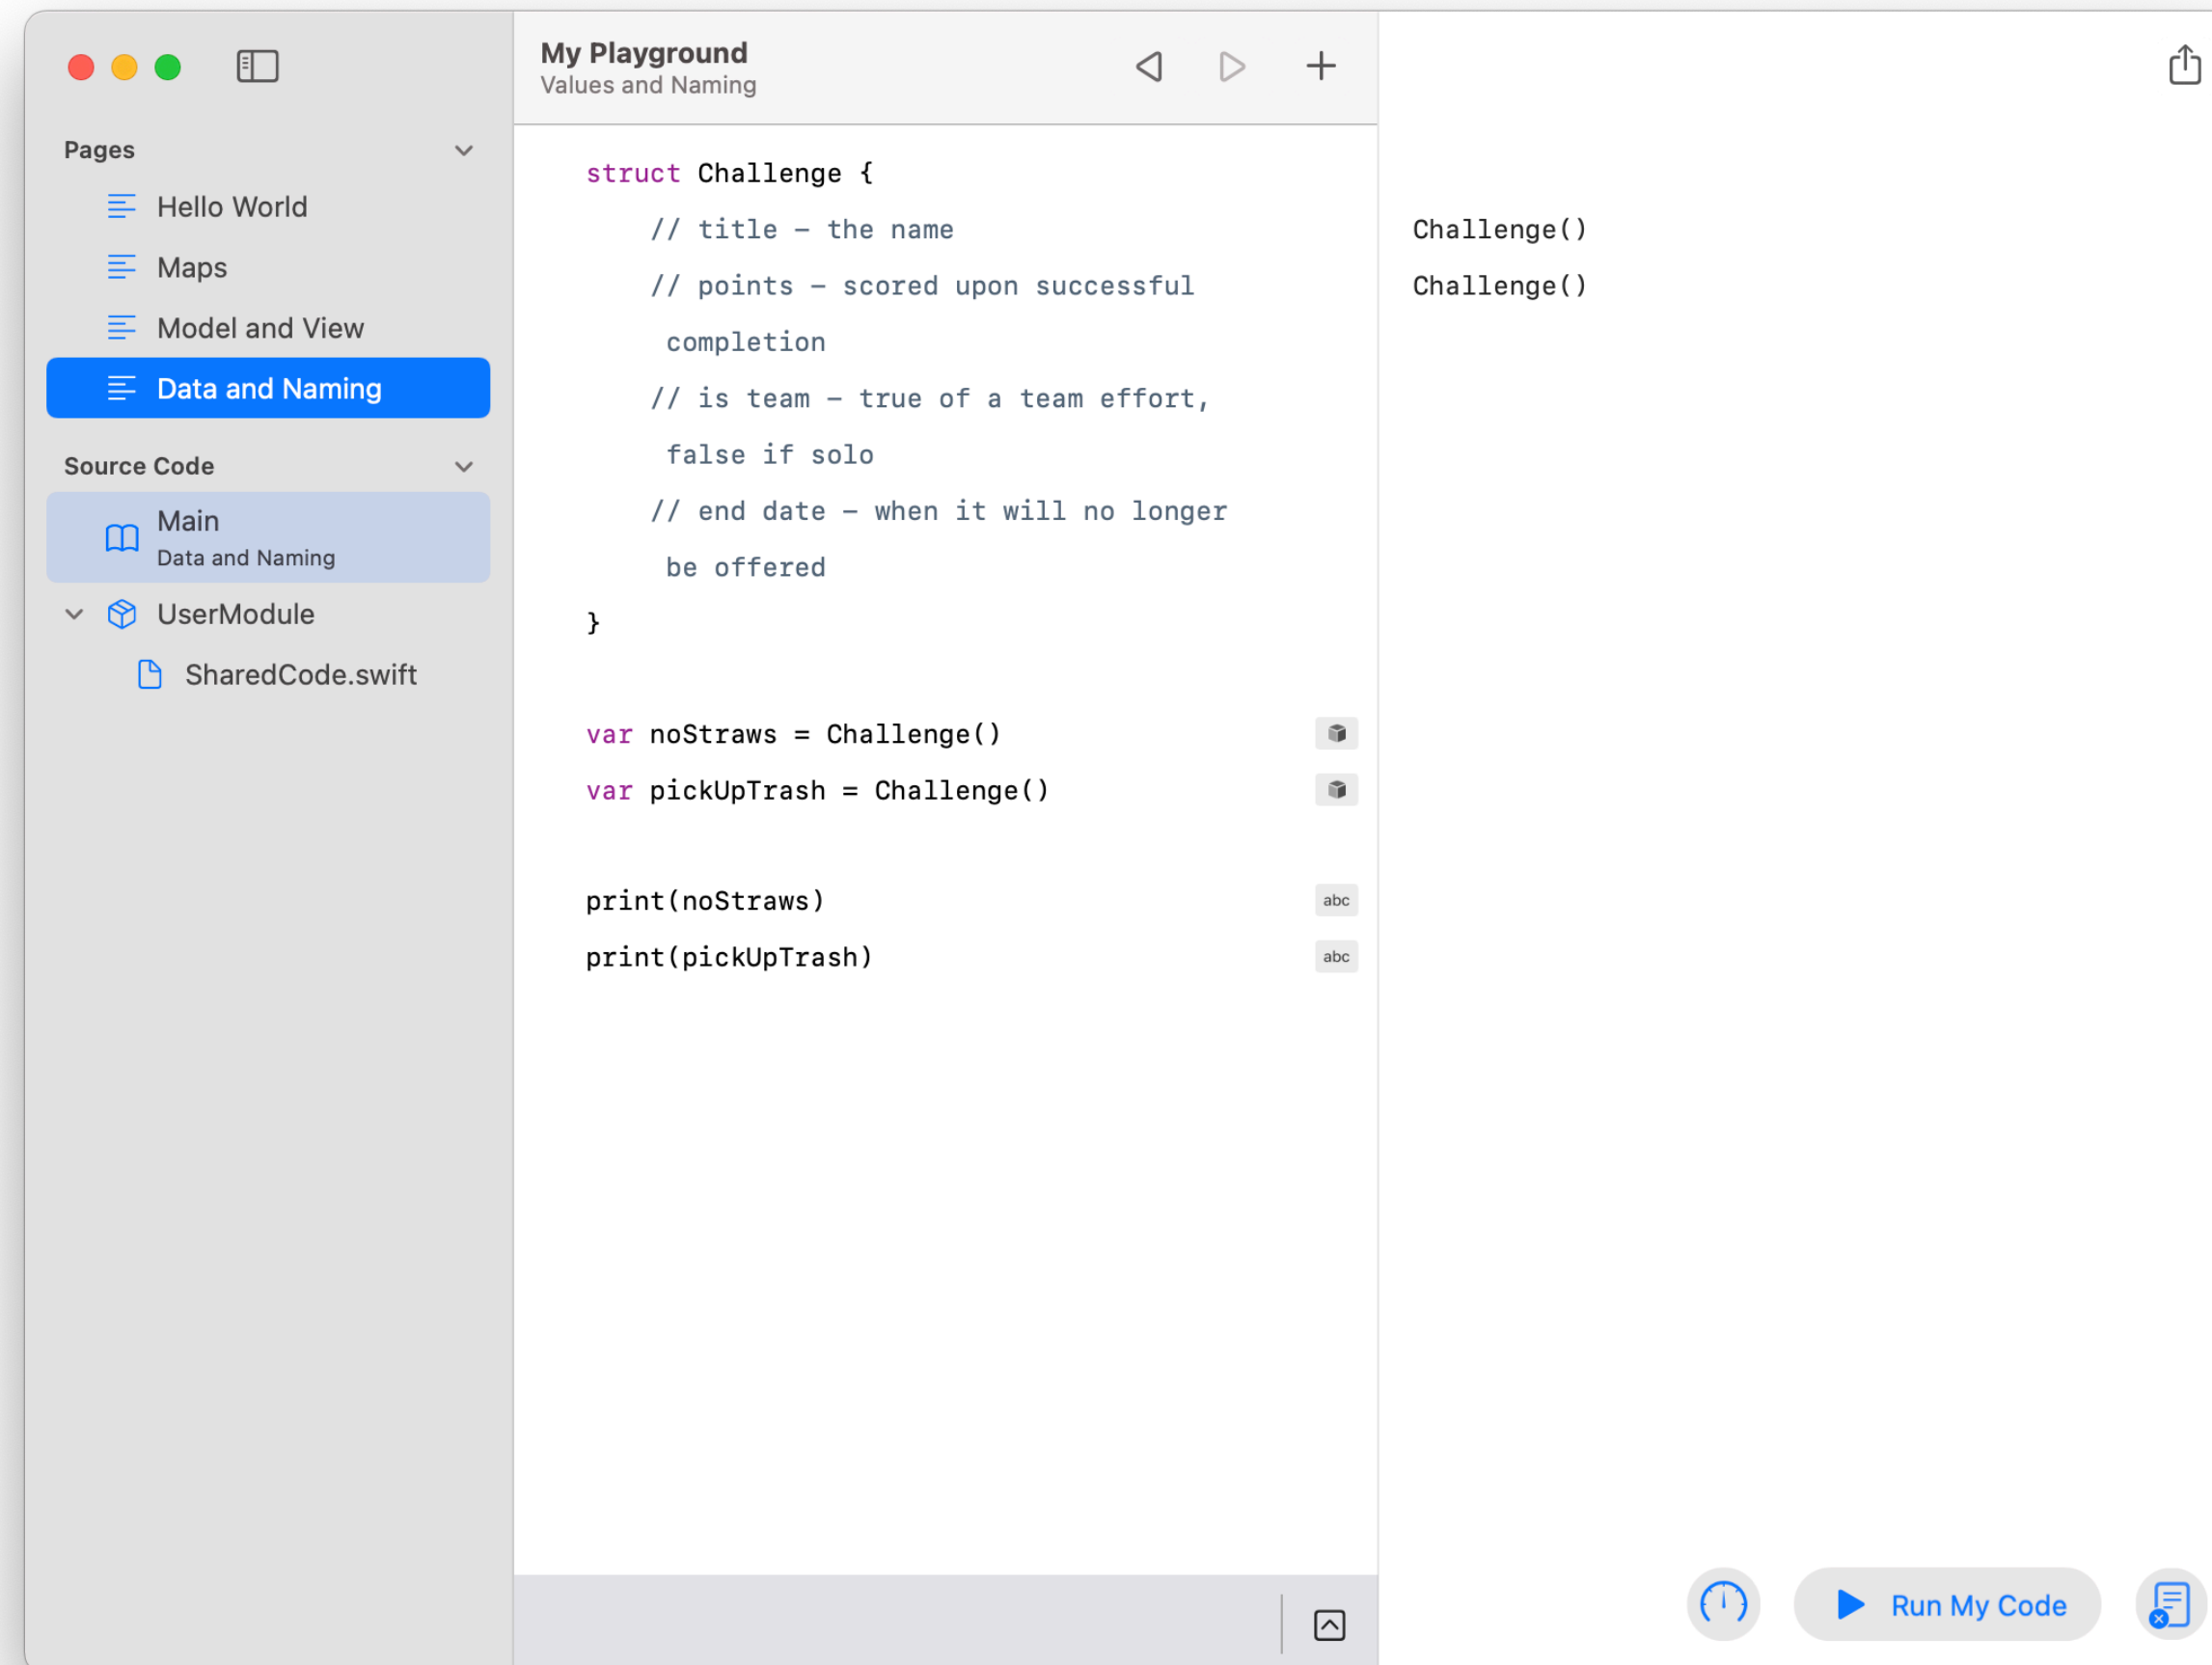 My Playground
Values and Naming
Pages
Hello World
Maps
Model and View
Data and Naming
Source Code
Main
Data and Naming
UserModule
SharedCode.swift
struct Challenge {
// title – the name
// points – scored upon successful
completion
// is team – true of a team effort,
false if solo
// end date – when it will no longer
be offered
}
var noStraws = Challenge()
var pickUpTrash = Challenge()
print(noStraws)
abc
print(pickUpTrash)
abc
Challenge()
Challenge()
Run My Code